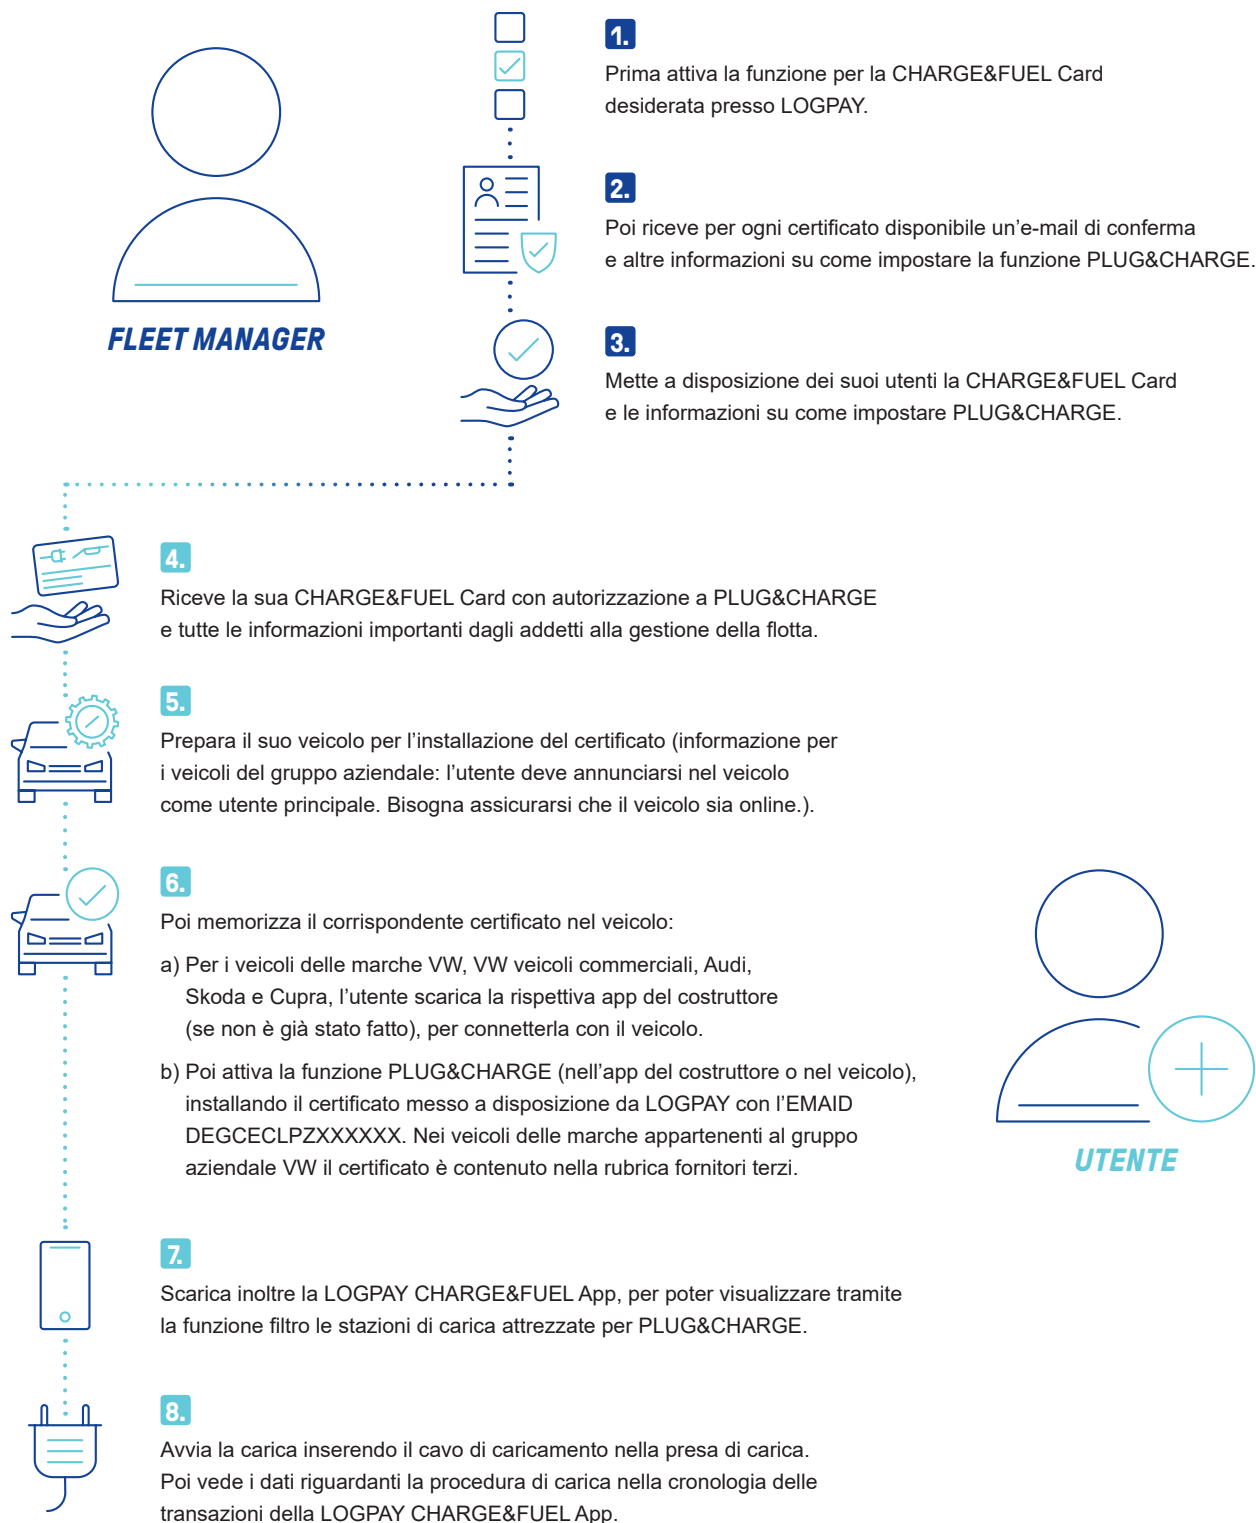 1.
Prima attiva la funzione per la CHARGE&FUEL Card
desiderata presso LOGPAY.
2.
Poi riceve per ogni certificato disponibile un’e-mail di conferma
e altre informazioni su come impostare la funzione PLUG&CHARGE.
FLEET MANAGER
3.
Mette a disposizione dei suoi utenti la CHARGE&FUEL Card
e le informazioni su come impostare PLUG&CHARGE.
4.
Riceve la sua CHARGE&FUEL Card con autorizzazione a PLUG&CHARGE
e tutte le informazioni importanti dagli addetti alla gestione della flotta.
5.
Prepara il suo veicolo per l’installazione del certificato (informazione per
i veicoli del gruppo aziendale: l’utente deve annunciarsi nel veicolo
come utente principale. Bisogna assicurarsi che il veicolo sia online.).
6.
Poi memorizza il corrispondente certificato nel veicolo:
a) Per i veicoli delle marche VW, VW veicoli commerciali, Audi,
Skoda e Cupra, l’utente scarica la rispettiva app del costruttore
(se non è già stato fatto), per connetterla con il veicolo.
b) Poi attiva la funzione PLUG&CHARGE (nell’app del costruttore o nel veicolo),
installando il certificato messo a disposizione da LOGPAY con l’EMAID
DEGCECLPZXXXXXX. Nei veicoli delle marche appartenenti al gruppo
aziendale VW il certificato è contenuto nella rubrica fornitori terzi.
UTENTE
7.
Scarica inoltre la LOGPAY CHARGE&FUEL App, per poter visualizzare tramite
la funzione filtro le stazioni di carica attrezzate per PLUG&CHARGE.
8.
Avvia la carica inserendo il cavo di caricamento nella presa di carica.
Poi vede i dati riguardanti la procedura di carica nella cronologia delle
transazioni della LOGPAY CHARGE&FUEL App.